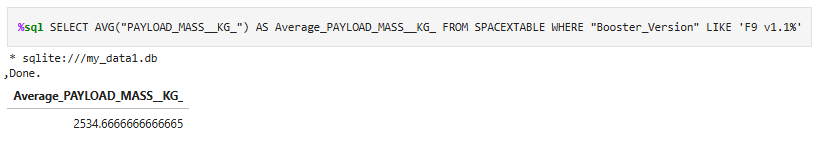 %sql SELECT AVG("PAYLOAD_MASS__KG_") AS Average_PAYLOAD_MASS__KG_ FROM SPACEXTABLE WHERE "Booster_Version" LIKE 'F9 v1.1%'
* sqlite:///my_data1.db
,Done.
Average_PAYLOAD_MASS__KG_
2534.6666666666665